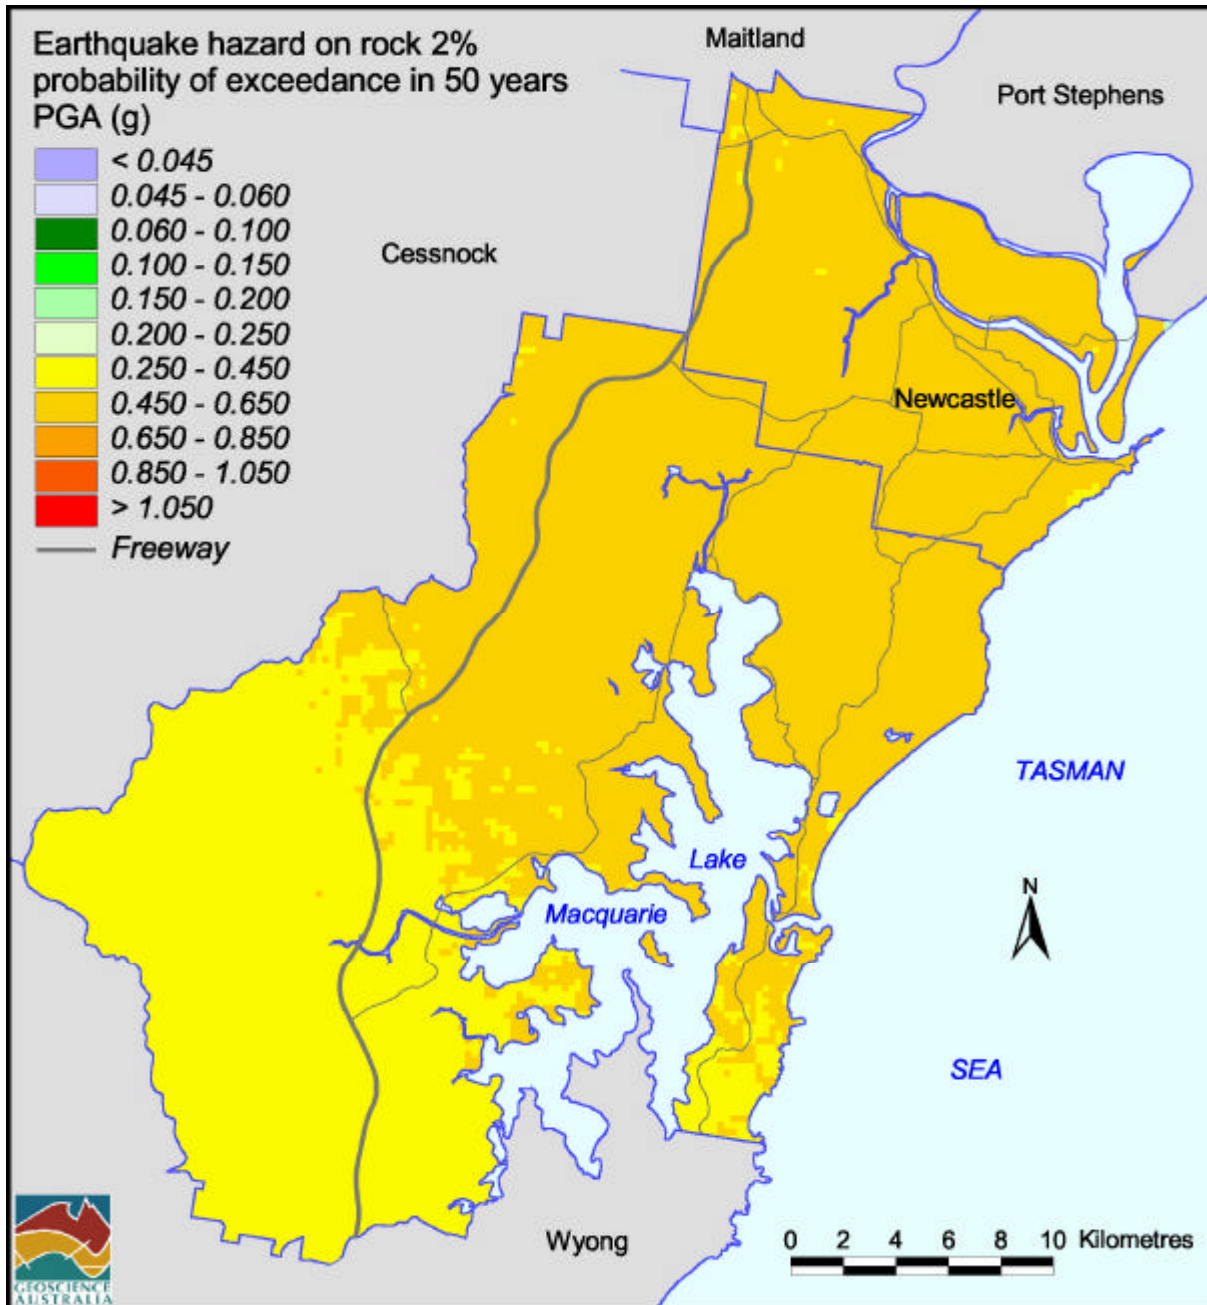 Earthquake hazard on rock 2%
probability of exceedance in 50 years
PGA (g)
< 0.045
0.045 - 0.060
0.060 - 0.100
0.100 - 0.150
0.150 - 0.200
0.200 - 0.250
0.250 - 0.450
0.450 - 0.650
0.650 - 0.850
0.850 - 1.050
> 1.050
Freeway
Maitland
Port Stephens
Cessnock
Newcastle
TASMAN
Lake
Macquarie
N
SEA
Wyong
0 2 4 6 8 10 Kilometres
GEOSCIENCE
AUSTRALIA